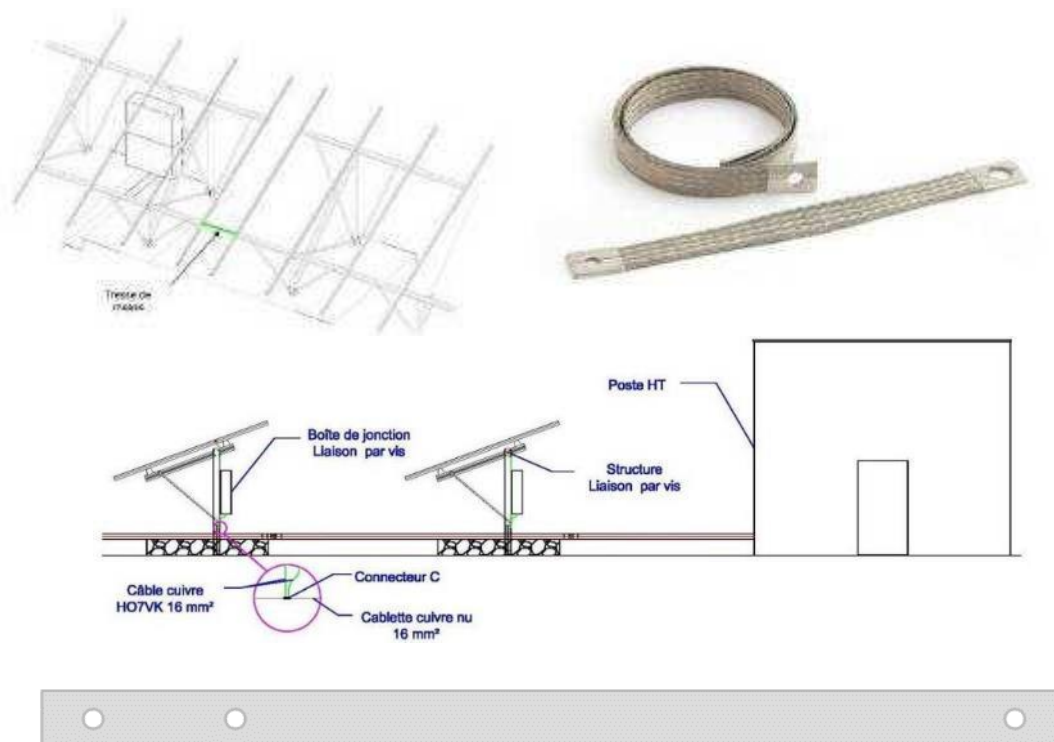 Tresse de
masse
Poste HT
Boîte de jonction
Liaison par vis
Structure
Liaison par vis
Câble cuivre
HO7VK 16 mm²
Connecteur C
Cablette cuivre nu
16 mm²